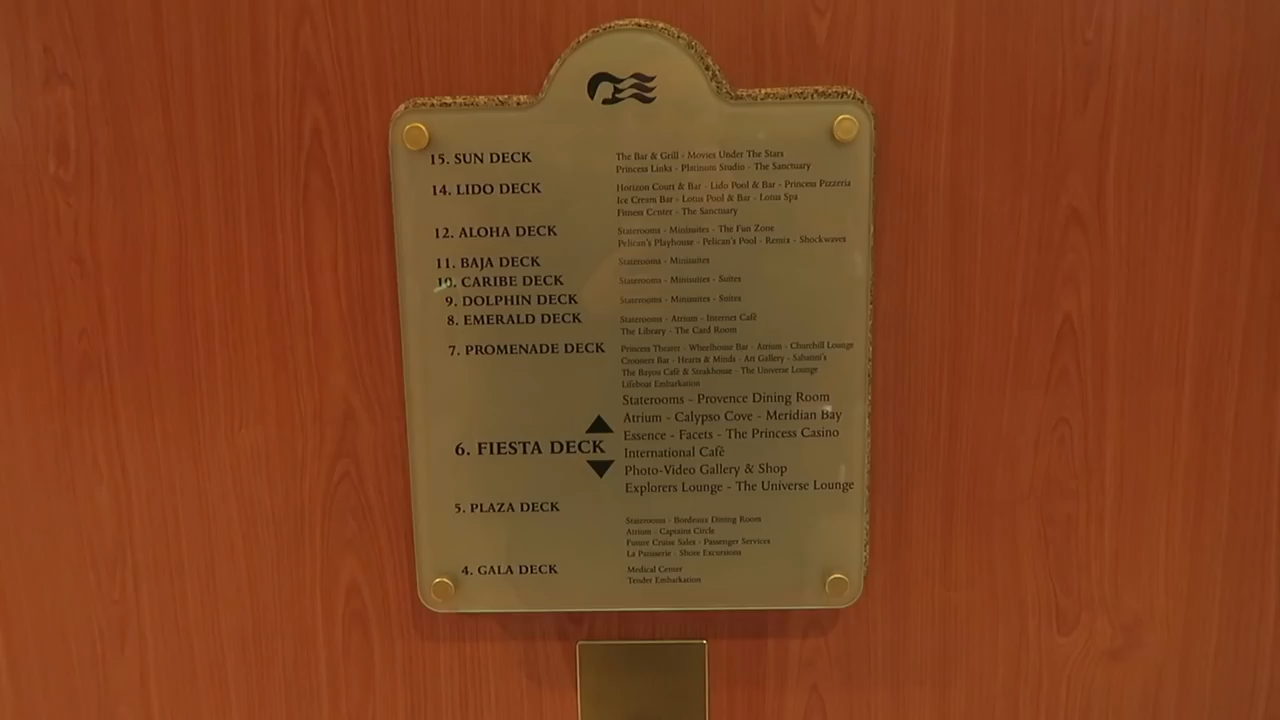 15. SUN DECK
The Bar & Grill - Movies Under The Stars
Princess Links - Platinum Studio - The Sanctuary
14. LIDO DECK
Horizon Court & Bar - Lido Pool & Bar - Princess Pizzeria
Ice Cream Bar - Lotus Pool & Bar - Lotus Spa
Fitness Center - The Sanctuary
12. ALOHA DECK
Staterooms - Minisuites - The Fun Zone
Pelican's Playhouse - Pelican's Pool - Remix - Shockwaves
11. BAJA DECK
Staterooms - Minisuites
10. CARIBE DECK
Staterooms - Minisuites - Suites
9. DOLPHIN DECK
Staterooms - Minisuites - Suites
8. EMERALD DECK
Staterooms - Atrium - Internet Café
The Library - The Card Room
7. PROMENADE DECK
Princess Theatre - Wheelhouse Bar - Atrium - Churchill Lounge
Crooners Bar - Hearts & Minds - Art Gallery - Sabatini's
The Bayou Café & Steakhouse - The Universe Lounge
Lifeboat Embarkation
6. FIESTA DECK
Staterooms - Provence Dining Room
Atrium - Calypso Cove - Meridian Bay
Essence - Facets - The Princess Casino
International Café
Photo-Video Gallery & Shop
Explorers Lounge - The Universe Lounge
5. PLAZA DECK
Staterooms - Bordeaux Dining Room
Atrium - Captains Circle
Future Cruise Sales - Passenger Services
La Patisserie - Shore Excursions
4. GALA DECK
Medical Center
Tender Embarkation